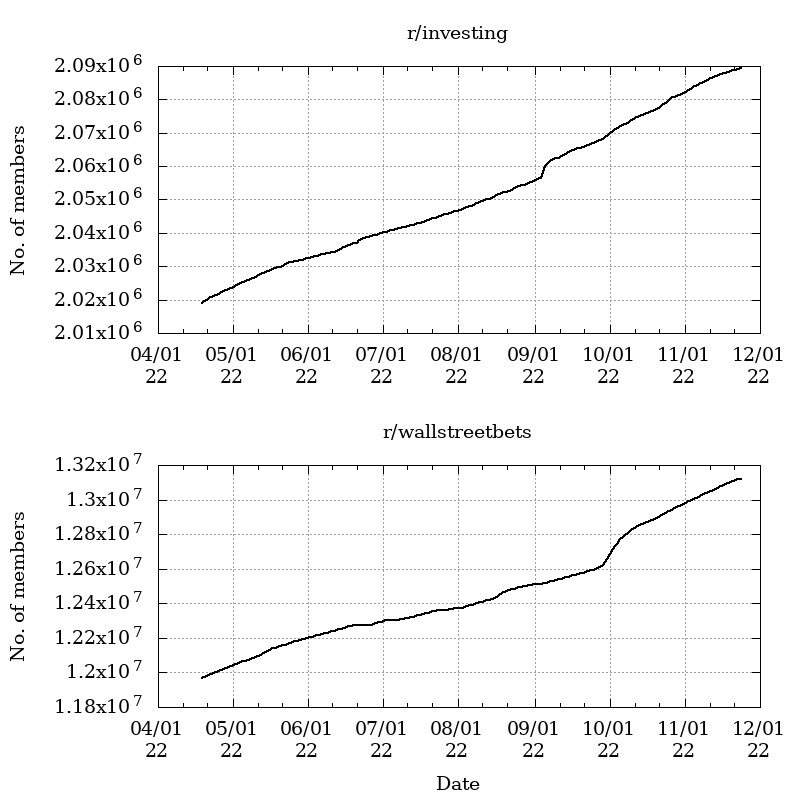 r/investing
2.09x10^6
2.08x10^6
2.07x10^6
2.06x10^6
2.05x10^6
2.04x10^6
2.03x10^6
2.02x10^6
2.01x10^6
No. of members
04/01 05/01 06/01 07/01 08/01 09/01 10/01 11/01 12/01
22 22 22 22 22 22 22 22 22
r/wallstreetbets
1.32x10^7
1.3x10^7
1.28x10^7
1.26x10^7
1.24x10^7
1.22x10^7
1.2x10^7
1.18x10^7
No. of members
04/01 05/01 06/01 07/01 08/01 09/01 10/01 11/01 12/01
22 22 22 22 22 22 22 22 22
Date